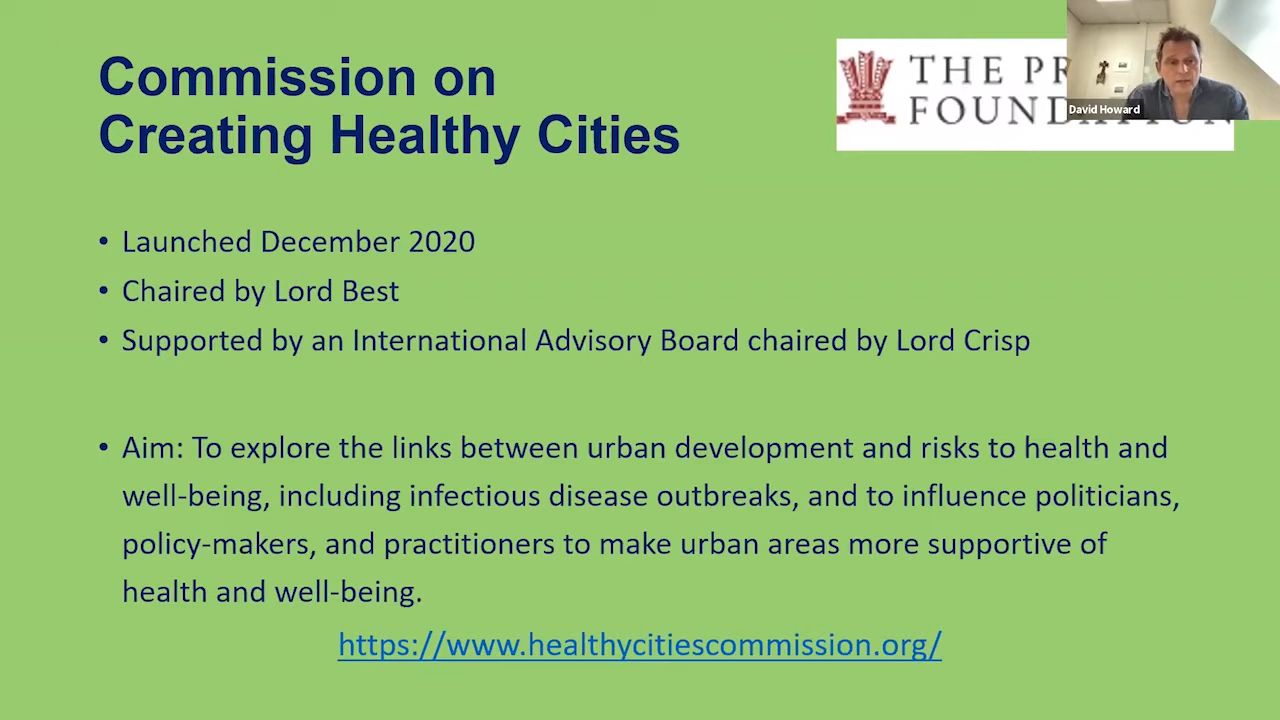 Commission on
Creating Healthy Cities
THE
FOUND
David Howard
• Launched December 2020
• Chaired by Lord Best
• Supported by an International Advisory Board chaired by Lord Crisp
• Aim: To explore the links between urban development and risks to health and
well-being, including infectious disease outbreaks, and to influence politicians,
policy-makers, and practitioners to make urban areas more supportive of
health and well-being.
https://www.healthycitiescommission.org/